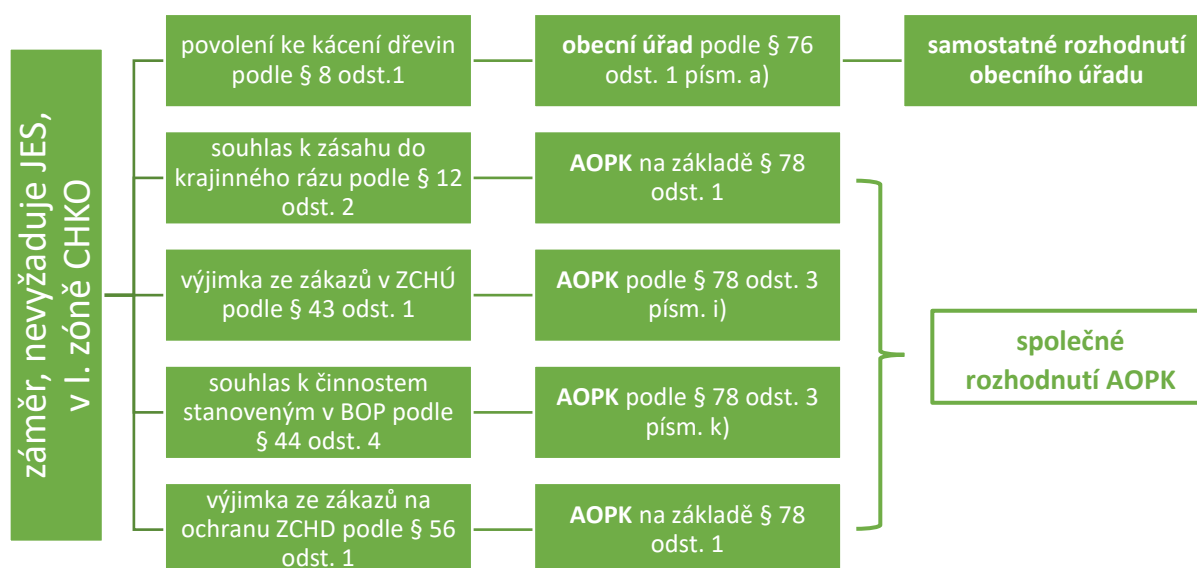 záměr, nevyžaduje JES,
v I. zóně CHKO
povolení ke kácení dřevin
podle § 8 odst.1
obecní úřad podle § 76
odst. 1 písm. a)
samostatné rozhodnutí
obecního úřadu
souhlas k zásahu do
krajinného rázu podle § 12
odst. 2
AOPK na základě § 78
odst. 1
výjimka ze zákazů v ZCHÚ
podle § 43 odst. 1
AOPK podle § 78 odst. 3
písm. i)
souhlas k činnostem
stanoveným v BOP podle
§ 44 odst. 4
AOPK podle § 78 odst. 3
písm. k)
výjimka ze zákazů na
ochranu ZCHD podle § 56
odst. 1
AOPK na základě § 78
odst. 1
společné
rozhodnutí AOPK